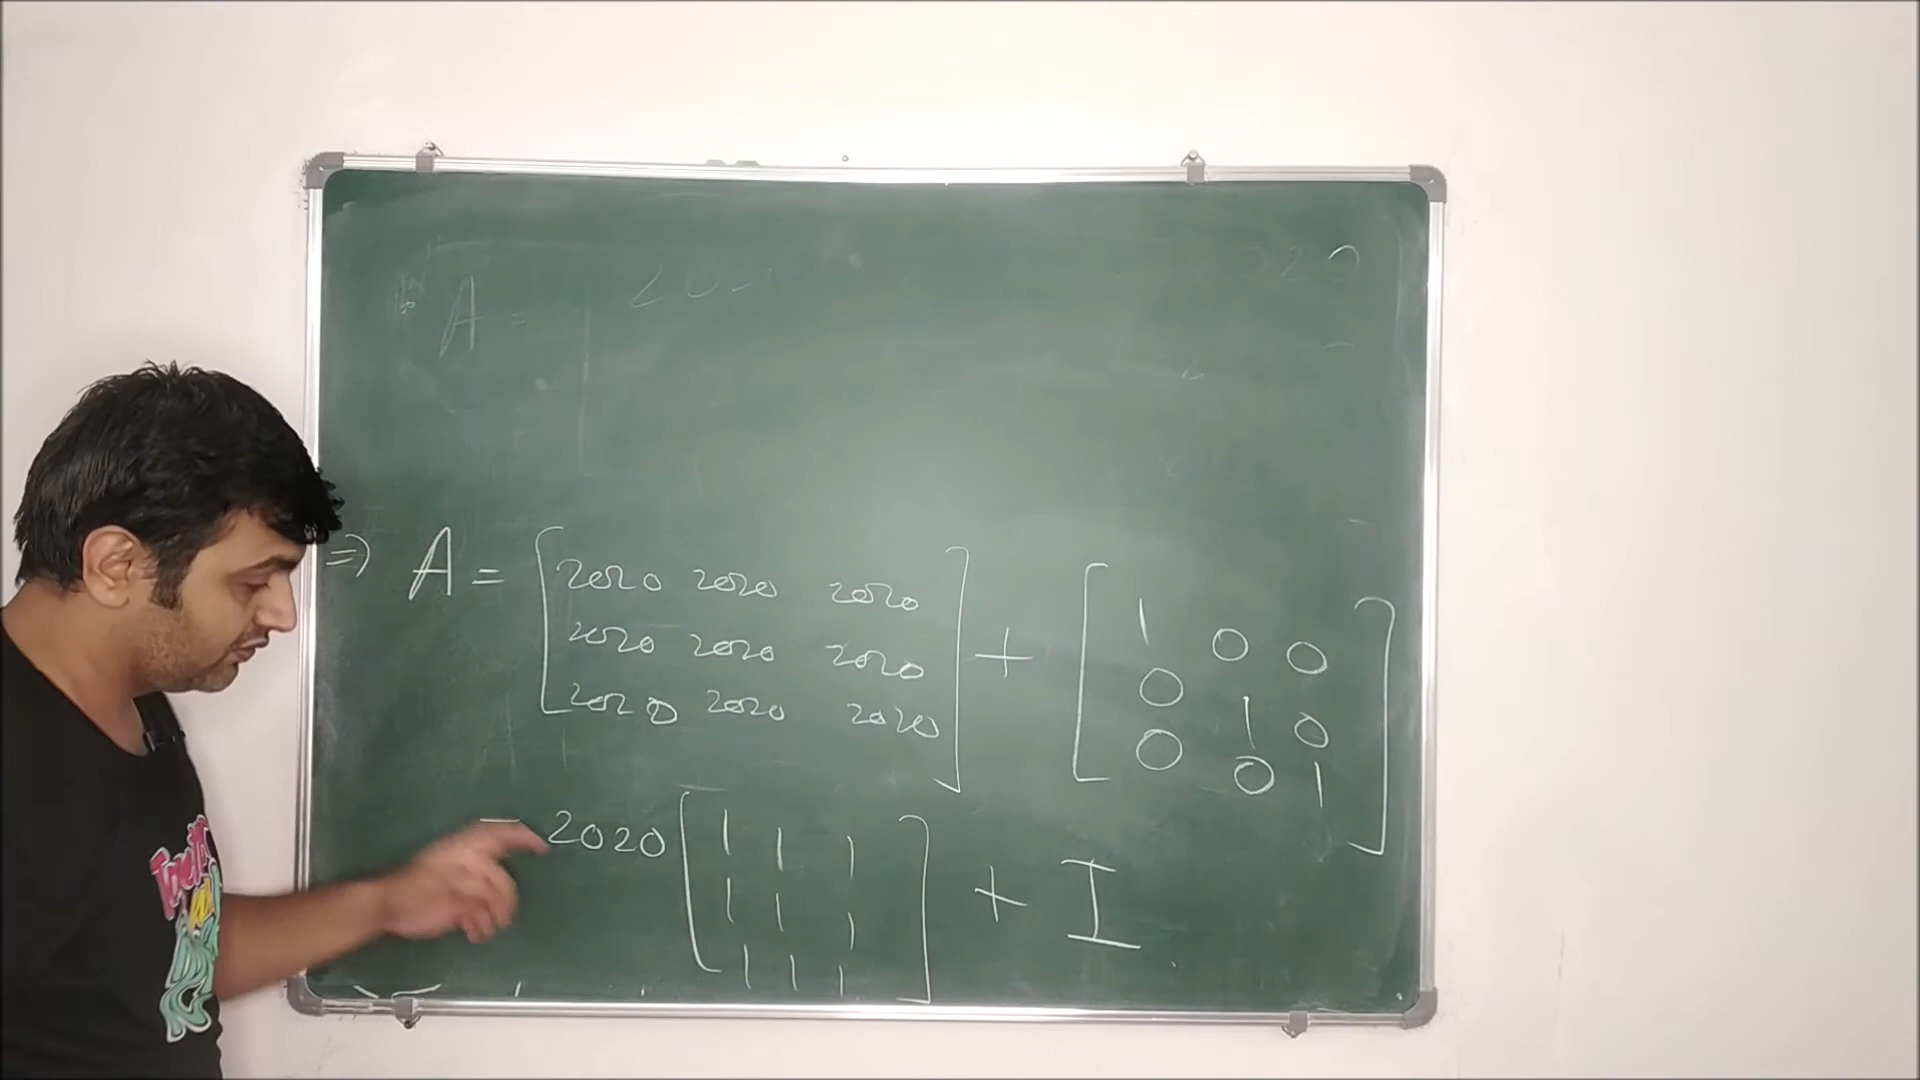 A =
20
⇒ A = [ 2020 2020 2020 ] + [ 1 0 0 ]
2020 2020 2020 0 1 0
2020 2020 2020 0 0 1
= 2020 [ 1 1 1 ] + I
1 1 1
1 1 1